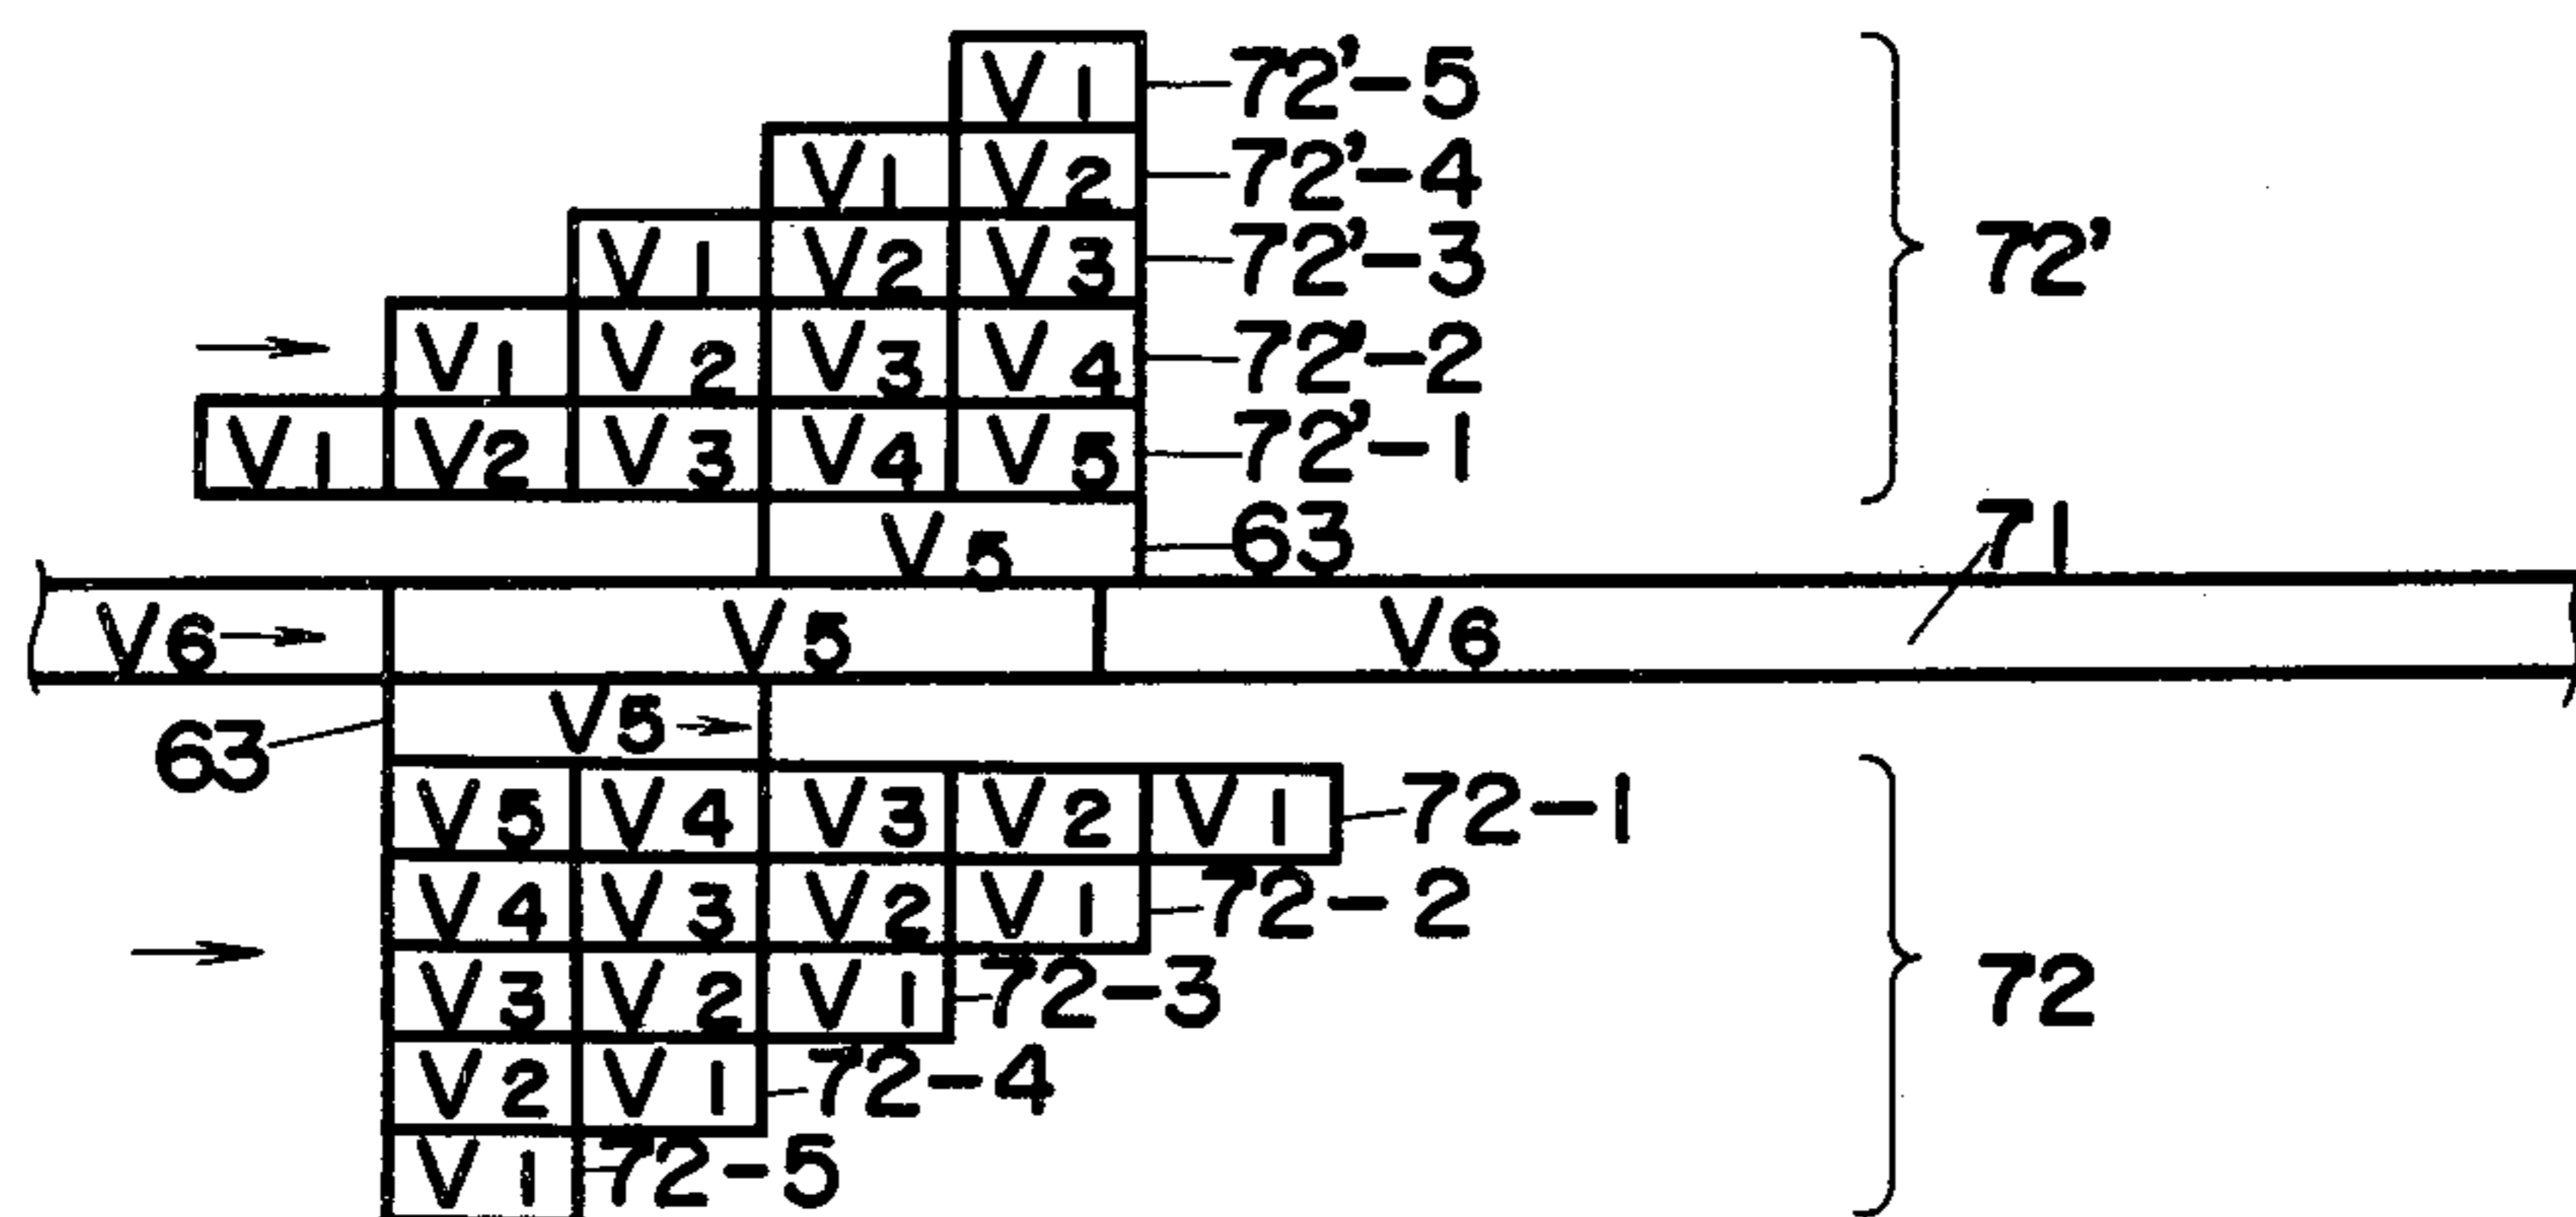 V1 72'-5
V1 V2 72'-4
V1 V2 V3 72'-3
72'
V1 V2 V3 V4 72'-2
V1 V2 V3 V4 V5 72'-1
V5 63 71
V6 V5 V6
63 V5
V5 V4 V3 V2 V1 72-1
V4 V3 V2 V1 72-2
V3 V2 V1 72-3
72
V2 V1 72-4
V1 72-5